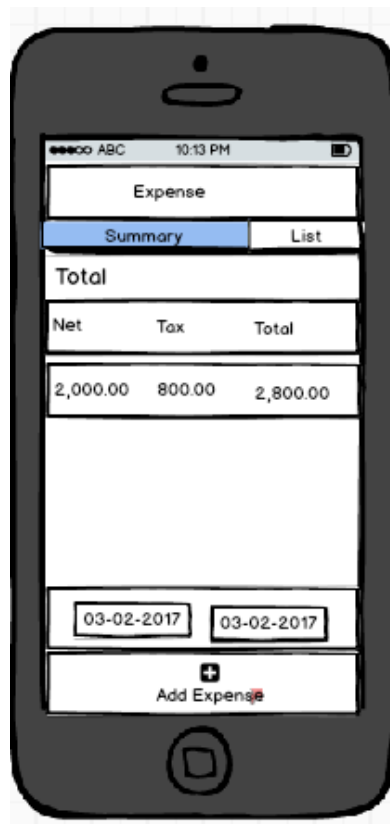 ABC 10:13 PM
Expense
Summary List
Total
Net Tax Total
2,000.00 800.00 2,800.00
03-02-2017 03-02-2017
Add Expense